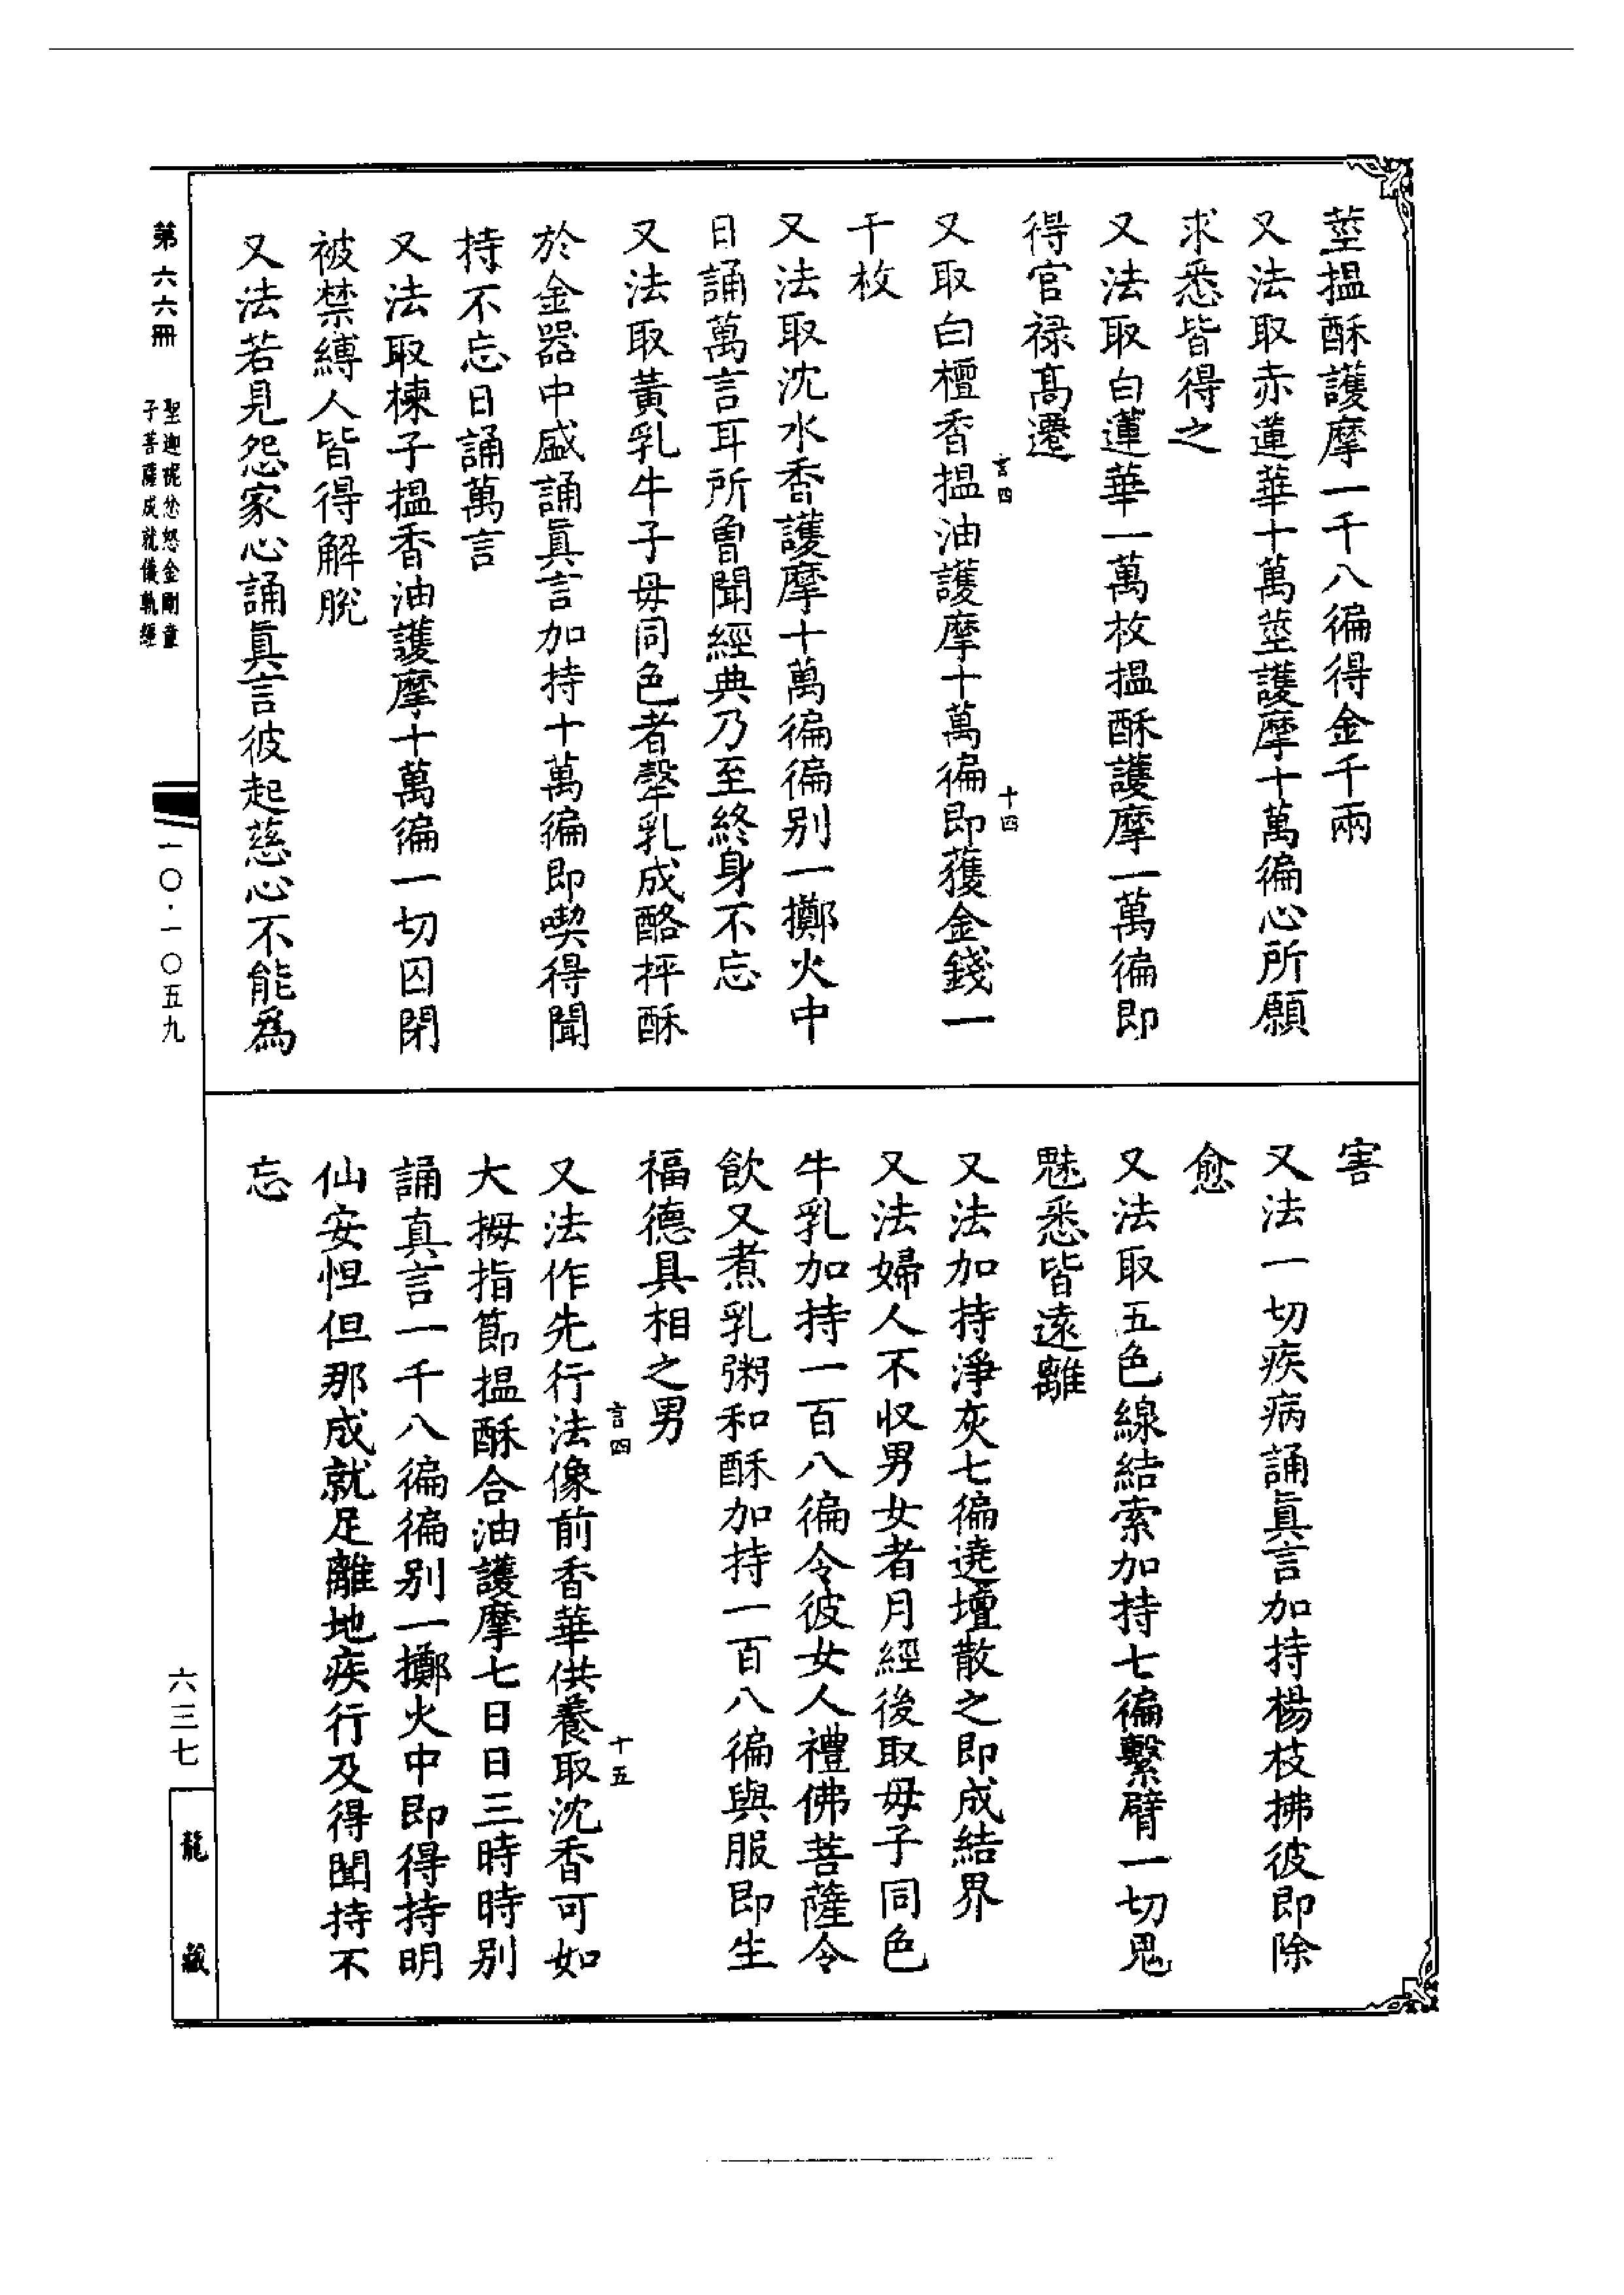 莖搵酥護摩一千八徧得金千兩
又法取赤蓮華十萬莖護摩十萬徧心所願
求悉皆得之
又法取白蓮華一萬枚搵酥護摩一萬徧即
得官祿高遷
言四 十四
又取白檀香搵油護摩十萬徧即獲金錢一
千枚
又法取沈水香護摩十萬徧徧别一擲火中
日誦萬言耳所曾聞經典乃至終身不忘
又法取黃乳牛子母同色者犛乳成酪抨酥
於金器中盛誦眞言加持十萬徧即喫得聞
持不忘日誦萬言
又法取楝子搵香油護摩十萬徧一切囚閉
被禁縛人皆得解脫
又法若見怨家心誦眞言彼起慈心不能爲
害
又法一切疾病誦眞言加持楊枝拂彼即除
愈
又法取五色線結索加持七徧繫臂一切鬼
魅悉皆遠離
又法加持淨灰七徧遶壇散之即成結界
又法婦人不收男女者月經後取母子同色
牛乳加持一百八徧令彼女人禮佛菩薩令
飲又煮乳粥和酥加持一百八徧與服即生
福德具相之男
言四 十五
又法作先行法像前香華供養取沈香可如
大拇指節搵酥合油護摩七日日三時時别
誦真言一千八徧徧别一擲火中即得持明
仙安怛但那成就足離地疾行及得聞持不
忘
第六六冊
聖迦抳忿怒金剛童
子菩薩成就儀軌經
一〇·一〇五九
六三七
龍藏